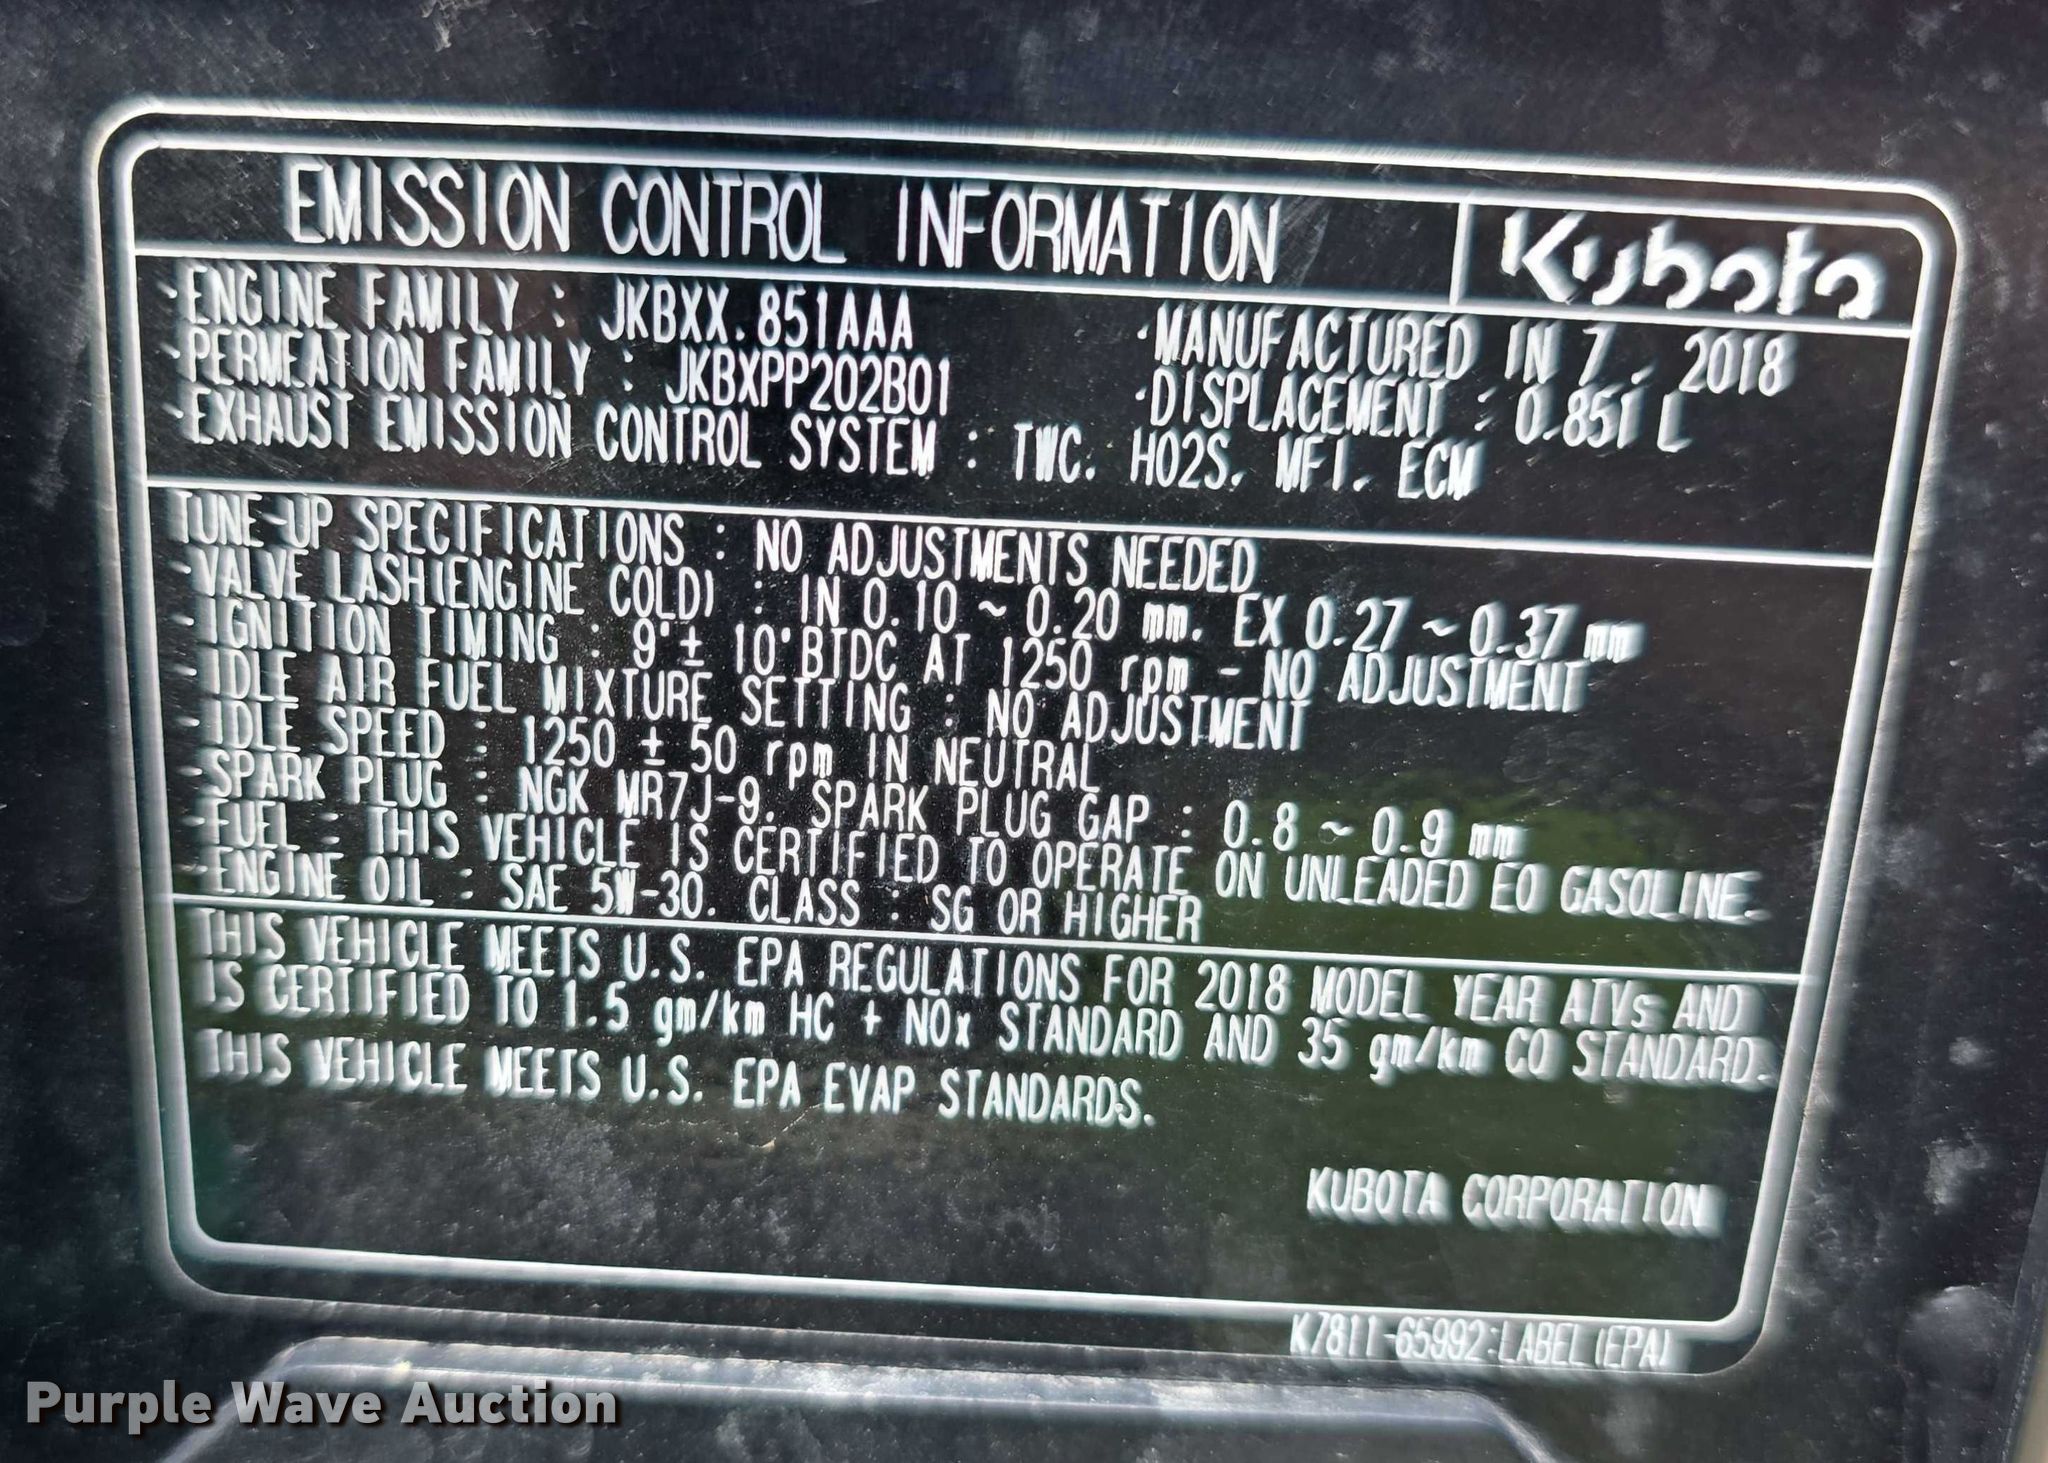 EMISSION CONTROL INFORMATION Kubota
·ENGINE FAMILY : JKBXX.851AAA ·MANUFACTURED IN 7 . 2018
·PERMEATION FAMILY : JKBXPP202B01 ·DISPLACEMENT : 0.851 L
·EXHAUST EMISSION CONTROL SYSTEM : TWC, HO2S, MFI, ECM
TUNE-UP SPECIFICATIONS : NO ADJUSTMENTS NEEDED
·VALVE LASH(ENGINE COLD) : IN 0.10 ~ 0.20 mm, EX 0.27 ~ 0.37 mm
·IGNITION TIMING : 9°± 10°BTDC AT 1250 rpm - NO ADJUSTMENT
·IDLE AIR FUEL MIXTURE SETTING : NO ADJUSTMENT
·IDLE SPEED : 1250 ± 50 rpm IN NEUTRAL
·SPARK PLUG : NGK MR7J-9, SPARK PLUG GAP : 0.8 ~ 0.9 mm
·FUEL : THIS VEHICLE IS CERTIFIED TO OPERATE ON UNLEADED E0 GASOLINE.
·ENGINE OIL : SAE 5W-30, CLASS : SG OR HIGHER
THIS VEHICLE MEETS U.S. EPA REGULATIONS FOR 2018 MODEL YEAR ATVs AND
IS CERTIFIED TO 1.5 gm/km HC + NOx STANDARD AND 35 gm/km CO STANDARD.
THIS VEHICLE MEETS U.S. EPA EVAP STANDARDS.
KUBOTA CORPORATION
K7811-65992:LABEL(EPA)
Purple Wave Auction